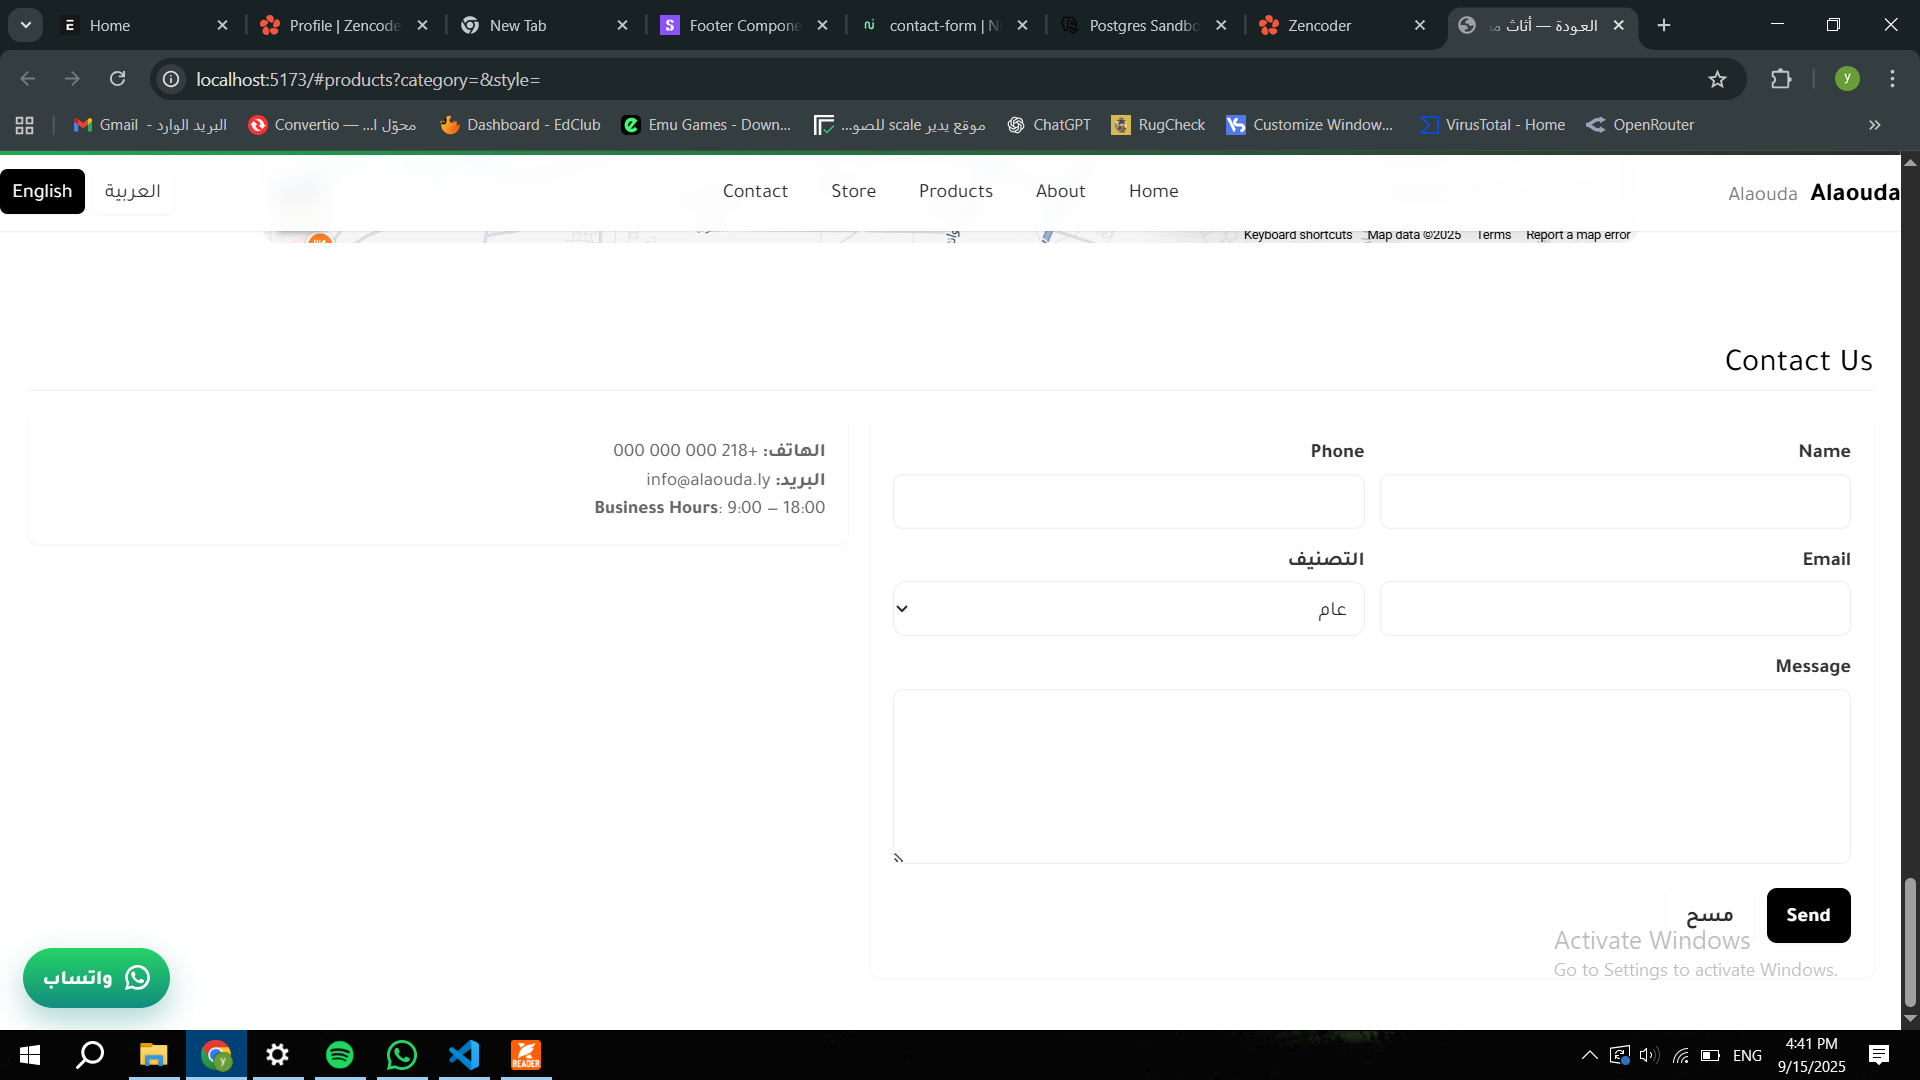 Home
Profile | Zencode
New Tab
Footer Compone
contact-form | N
Postgres Sandbo
Zencoder
العودة — أثاث
localhost:5173/#products?category=&style=
Gmail - البريد الوارد
Convertio — محوّل ا...
Dashboard - EdClub
Emu Games - Down...
موقع يدير scale للصو...
ChatGPT
RugCheck
Customize Window...
VirusTotal - Home
OpenRouter
y
English
العربية
Contact
Store
Products
About
Home
Alaouda
Alaouda
Keyboard shortcuts
Map data ©2025
Terms
Report a map error
Contact Us
الهاتف: +218 000 000 000
البريد: info@alaouda.ly
Business Hours: 9:00 – 18:00
Name
Phone
Email
التصنيف
عام
Message
Send
مسح
Activate Windows
Go to Settings to activate Windows.
واتساب
READER
ENG
4:41 PM
9/15/2025